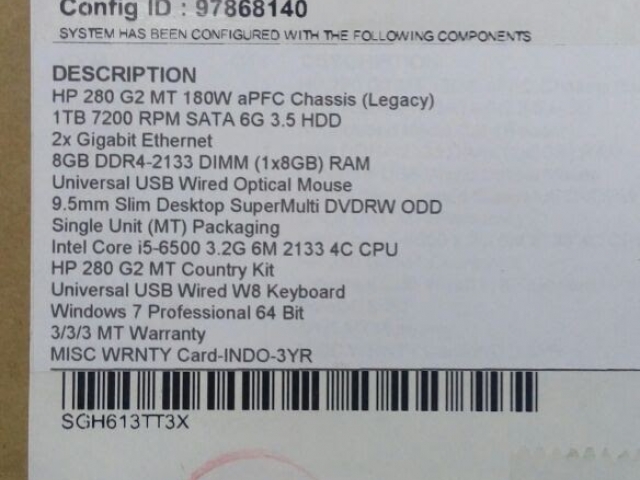 Config ID : 97868140
SYSTEM HAS BEEN CONFIGURED WITH THE FOLLOWING COMPONENTS
DESCRIPTION
HP 280 G2 MT 180W aPFC Chassis (Legacy)
1TB 7200 RPM SATA 6G 3.5 HDD
2x Gigabit Ethernet
8GB DDR4-2133 DIMM (1x8GB) RAM
Universal USB Wired Optical Mouse
9.5mm Slim Desktop SuperMulti DVDRW ODD
Single Unit (MT) Packaging
Intel Core i5-6500 3.2G 6M 2133 4C CPU
HP 280 G2 MT Country Kit
Universal USB Wired W8 Keyboard
Windows 7 Professional 64 Bit
3/3/3 MT Warranty
MISC WRNTY Card-INDO-3YR
SGH613TT3X